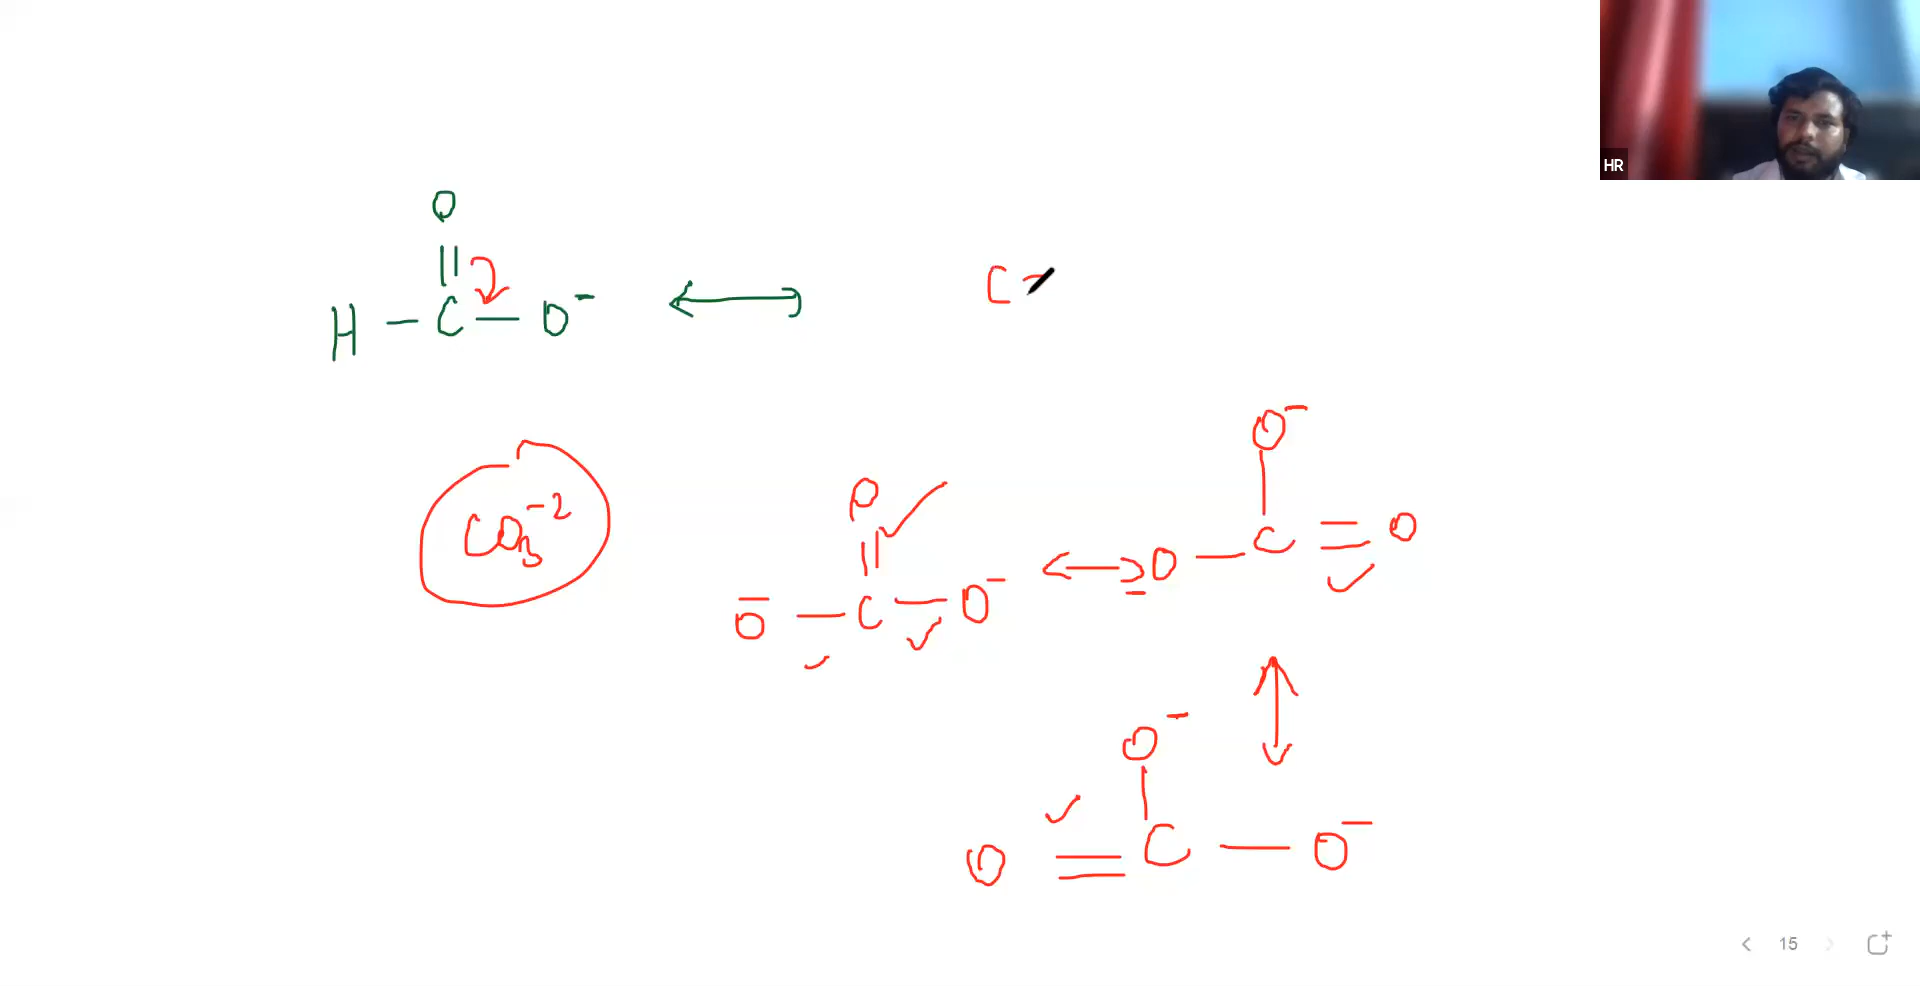 HR
O
||
H - C - O⁻ ⟷ C =
CO₃⁻²
O
||
O⁻ - C - O⁻ ⟷
O⁻
|
⁻O - C = O
O⁻
|
O = C - O⁻
15